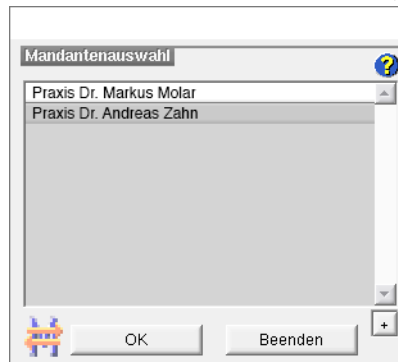 Mandantenauswahl
?
Praxis Dr. Markus Molar
Praxis Dr. Andreas Zahn
+
OK
Beenden